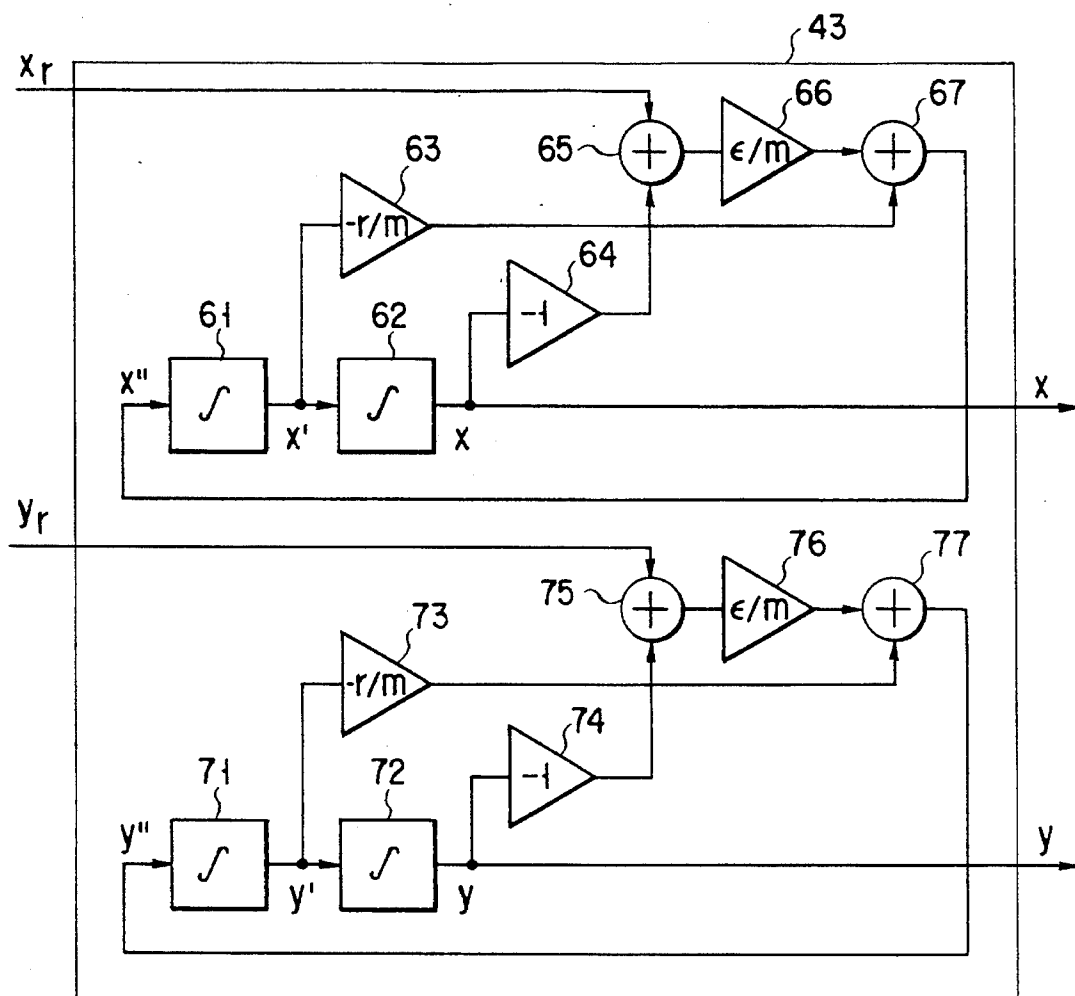 43
xr
66
67
65
+
ϵ/m
+
63
-r/m
64
-1
61
62
x"
∫
x'
∫
x
x
yr
76
77
75
+
ϵ/m
+
73
-r/m
74
-1
71
72
y"
∫
y'
∫
y
y